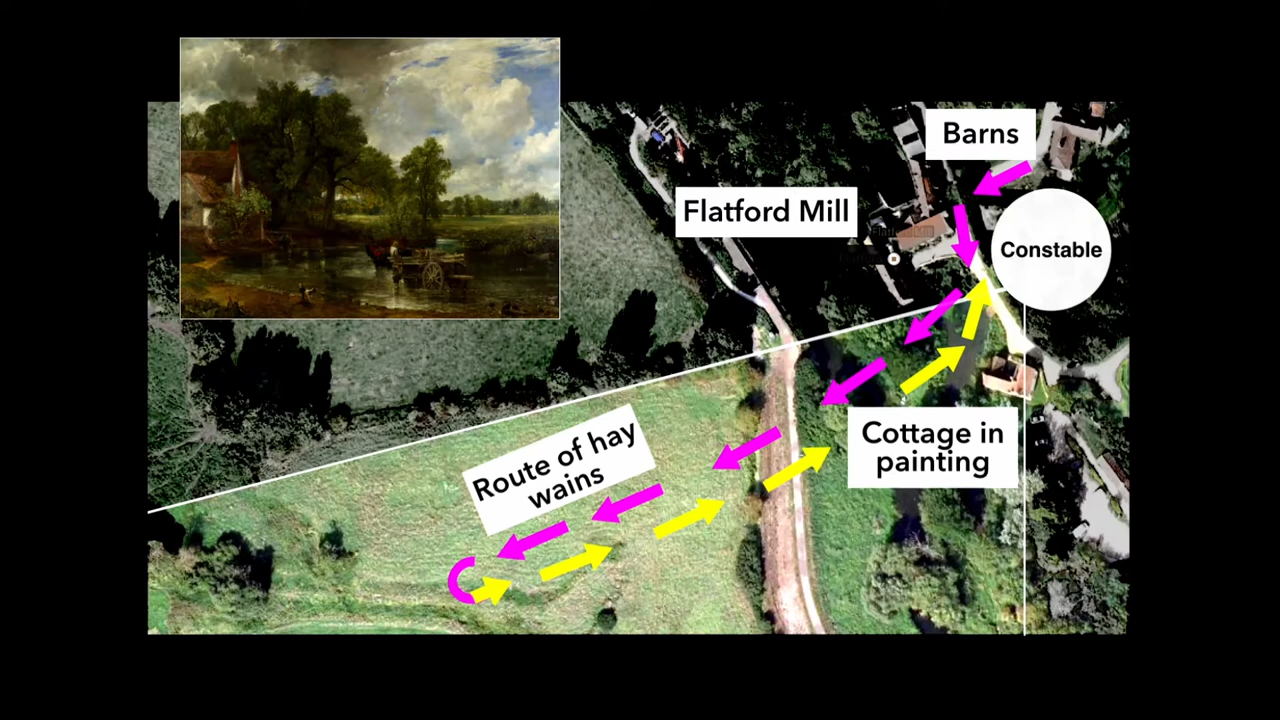 Barns
Flatford Mill
Constable
Cottage in
painting
Route of hay
wains